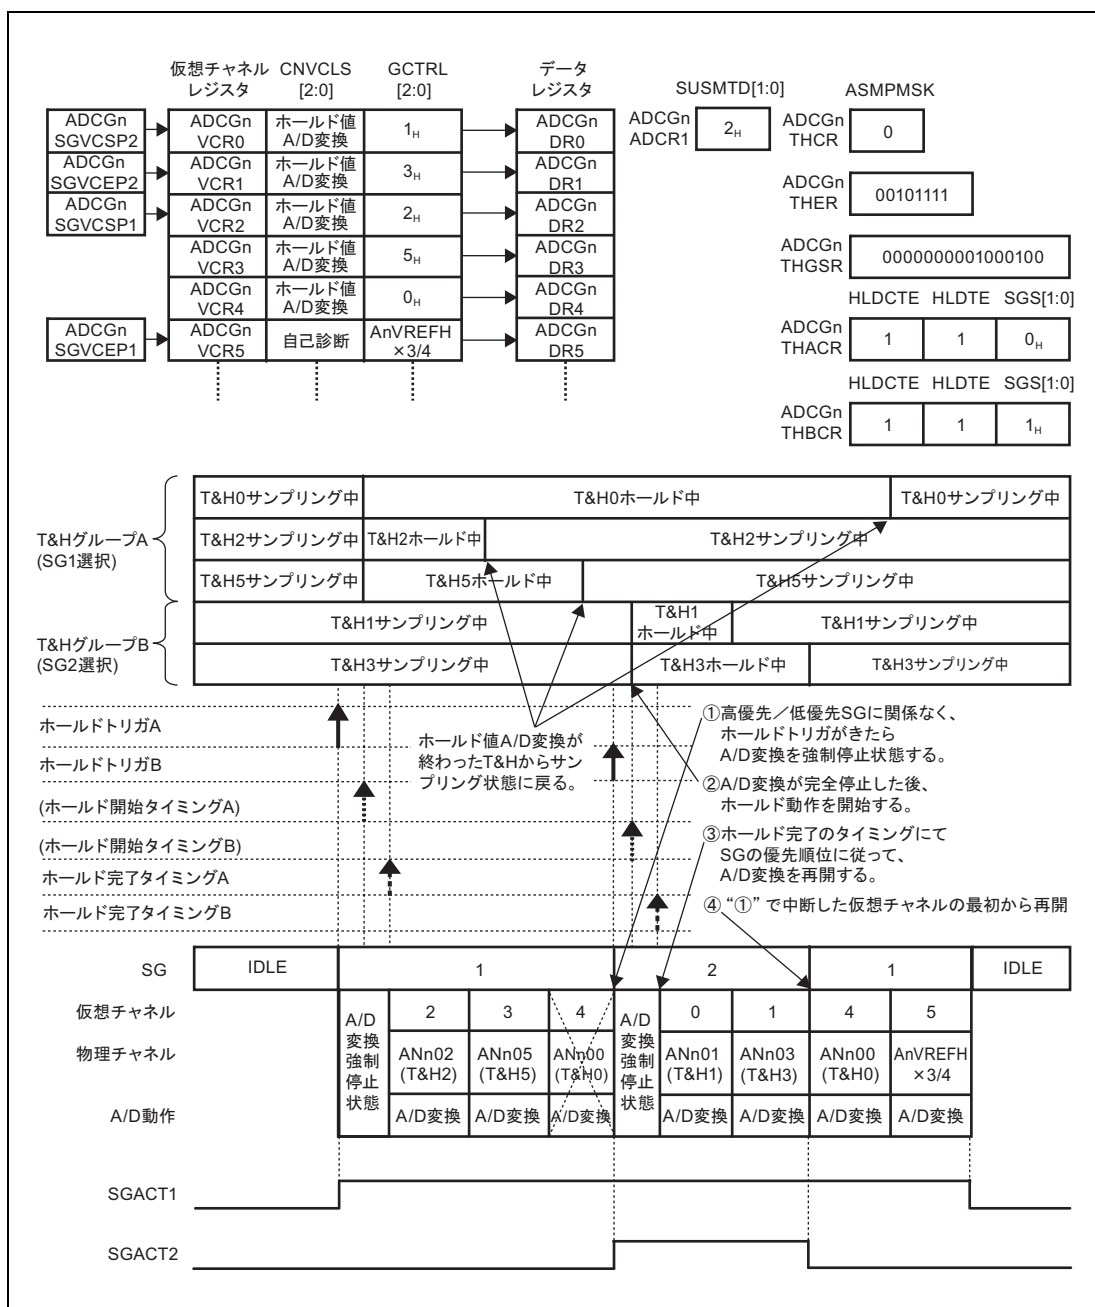 仮想チャネル
レジスタ
CNVCLS
[2:0]
GCTRL
[2:0]
データ
レジスタ
ADCGn
SGVCSP2
ADCGn
VCR0
ホールド値
A/D変換
1H
ADCGn
DR0
ADCGn
SGVCEP2
ADCGn
VCR1
ホールド値
A/D変換
3H
ADCGn
DR1
ADCGn
SGVCSP1
ADCGn
VCR2
ホールド値
A/D変換
2H
ADCGn
DR2
ADCGn
VCR3
ホールド値
A/D変換
5H
ADCGn
DR3
ADCGn
VCR4
ホールド値
A/D変換
0H
ADCGn
DR4
ADCGn
SGVCEP1
ADCGn
VCR5
自己診断
AnVREFH
×3/4
ADCGn
DR5
SUSMTD[1:0]
ADCGn
ADCR1
2H
ASMPMSK
ADCGn
THCR
0
ADCGn
THER
00101111
ADCGn
THGSR
0000000001000100
HLDCTE HLDTE SGS[1:0]
ADCGn
THACR
1 1 0H
HLDCTE HLDTE SGS[1:0]
ADCGn
THBCR
1 1 1H
T&HグループA
(SG1選択)
T&H0サンプリング中 T&H0ホールド中 T&H0サンプリング中
T&H2サンプリング中 T&H2ホールド中 T&H2サンプリング中
T&H5サンプリング中 T&H5ホールド中 T&H5サンプリング中
T&HグループB
(SG2選択)
T&H1サンプリング中
T&H1
ホールド中
T&H1サンプリング中
T&H3サンプリング中 T&H3ホールド中 T&H3サンプリング中
ホールドトリガA
ホールドトリガB
(ホールド開始タイミングA)
(ホールド開始タイミングB)
ホールド完了タイミングA
ホールド完了タイミングB
ホールド値A/D変換が
終わったT&Hからサン
プリング状態に戻る。
①高優先/低優先SGに関係なく、
ホールドトリガがきたら
A/D変換を強制停止状態する。
②A/D変換が完全停止した後、
ホールド動作を開始する。
③ホールド完了のタイミングにて
SGの優先順位に従って、
A/D変換を再開する。
④“①”で中断した仮想チャネルの最初から再開
SG
IDLE 1 2 1 IDLE
仮想チャネル
物理チャネル
A/D動作
A/D
変換
強制
停止
状態
2 3 4
ANn02
(T&H2)
ANn05
(T&H5)
ANn00
(T&H0)
A/D変換 A/D変換 A/D変換
A/D
変換
強制
停止
状態
0 1 4 5
ANn01
(T&H1)
ANn03
(T&H3)
ANn00
(T&H0)
AnVREFH
×3/4
A/D変換 A/D変換 A/D変換 A/D変換
SGACT1
SGACT2